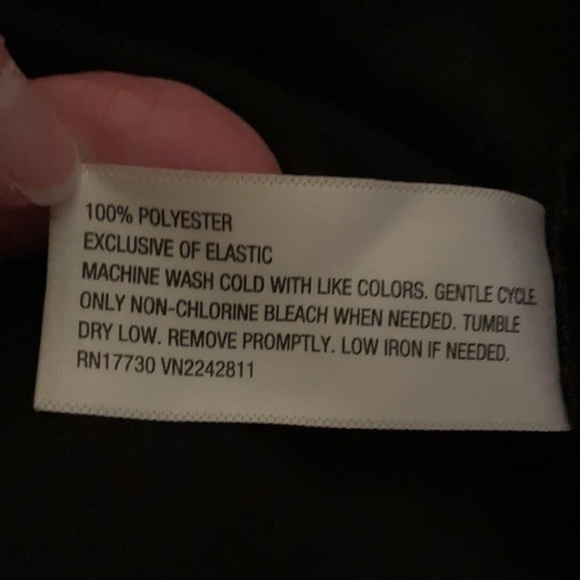 100% POLYESTER
EXCLUSIVE OF ELASTIC
MACHINE WASH COLD WITH LIKE COLORS. GENTLE CYCLE.
ONLY NON-CHLORINE BLEACH WHEN NEEDED. TUMBLE
DRY LOW. REMOVE PROMPTLY. LOW IRON IF NEEDED.
RN17730 VN2242811